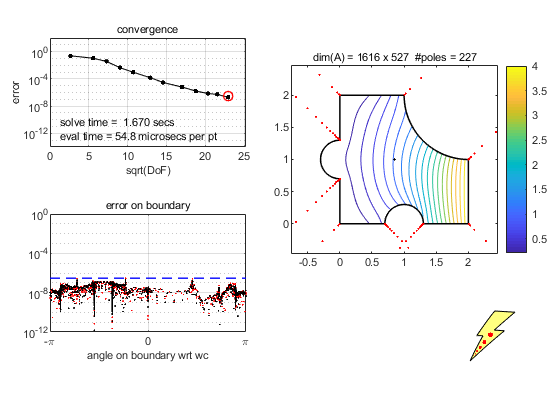 convergence
10^0
10^-4
10^-8
10^-12
error
solve time = 1.670 secs
eval time = 54.8 microsecs per pt
0 5 10 15 20 25
sqrt(DoF)
error on boundary
10^0
10^-4
10^-8
10^-12
-π 0 π
angle on boundary wrt wc
dim(A) = 1616 x 527 #poles = 227
2
1.5
1
0.5
0
-0.5 0 0.5 1 1.5 2
4
3.5
3
2.5
2
1.5
1
0.5